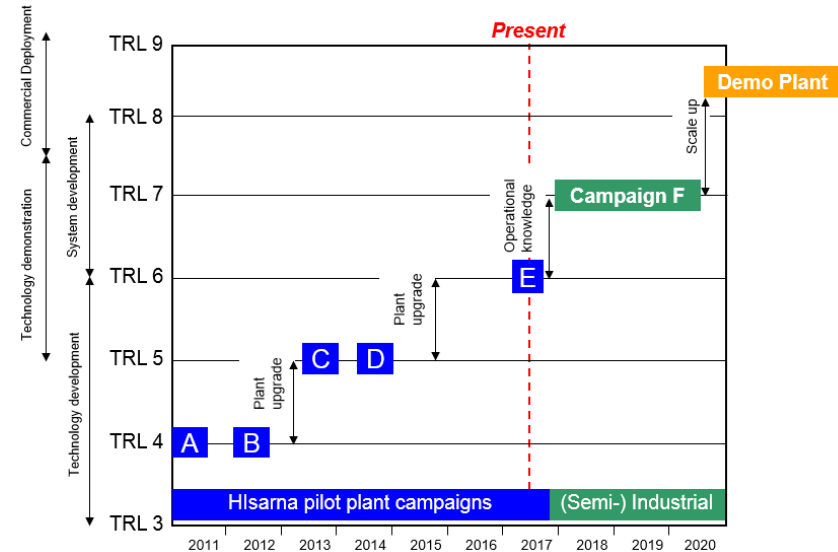 Present
TRL 9
TRL 8
TRL 7
TRL 6
TRL 5
TRL 4
TRL 3
Commercial Deployment
Technology demonstration
System development
Technology development
Demo Plant
Scale up
Campaign F
Operational
knowledge
E
Plant
upgrade
C
D
Plant
upgrade
A
B
HIsarna pilot plant campaigns
(Semi-) Industrial
2011
2012
2013
2014
2015
2016
2017
2018
2019
2020